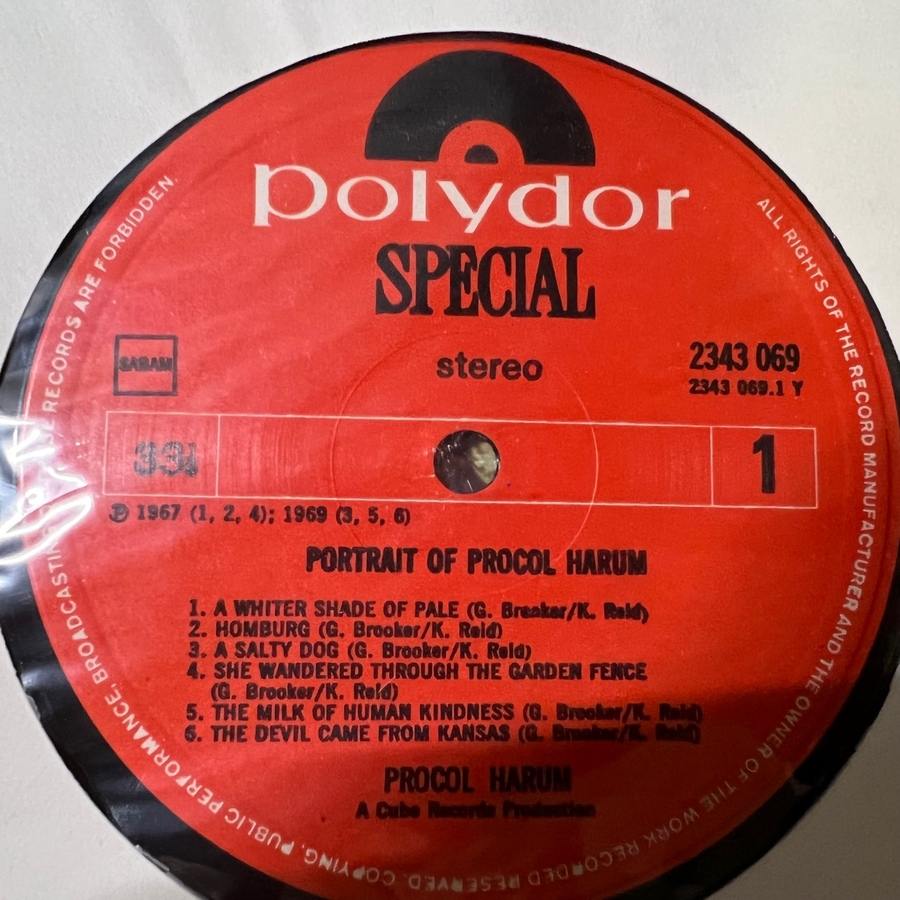 polydor
SPECIAL
stereo
SABAM
2343 069
2343 069.1 Y
33⅓
1
℗ 1967 (1, 2, 4); 1969 (3, 5, 6)
PORTRAIT OF PROCOL HARUM
1. A WHITER SHADE OF PALE (G. Brooker/K. Reid)
2. HOMBURG (G. Brooker/K. Reid)
3. A SALTY DOG (G. Brooker/K. Reid)
4. SHE WANDERED THROUGH THE GARDEN FENCE
(G. Brooker/K. Reid)
5. THE MILK OF HUMAN KINDNESS (G. Brooker/K. Reid)
6. THE DEVIL CAME FROM KANSAS (G. Brooker/K. Reid)
PROCOL HARUM
A Cube Records Production
ALL RIGHTS OF THE RECORD MANUFACTURER AND THE OWNER OF THE WORK RECORDED RESERVED. COPYING, PUBLIC PERFORMANCE, BROADCASTING RECORDS ARE FORBIDDEN.